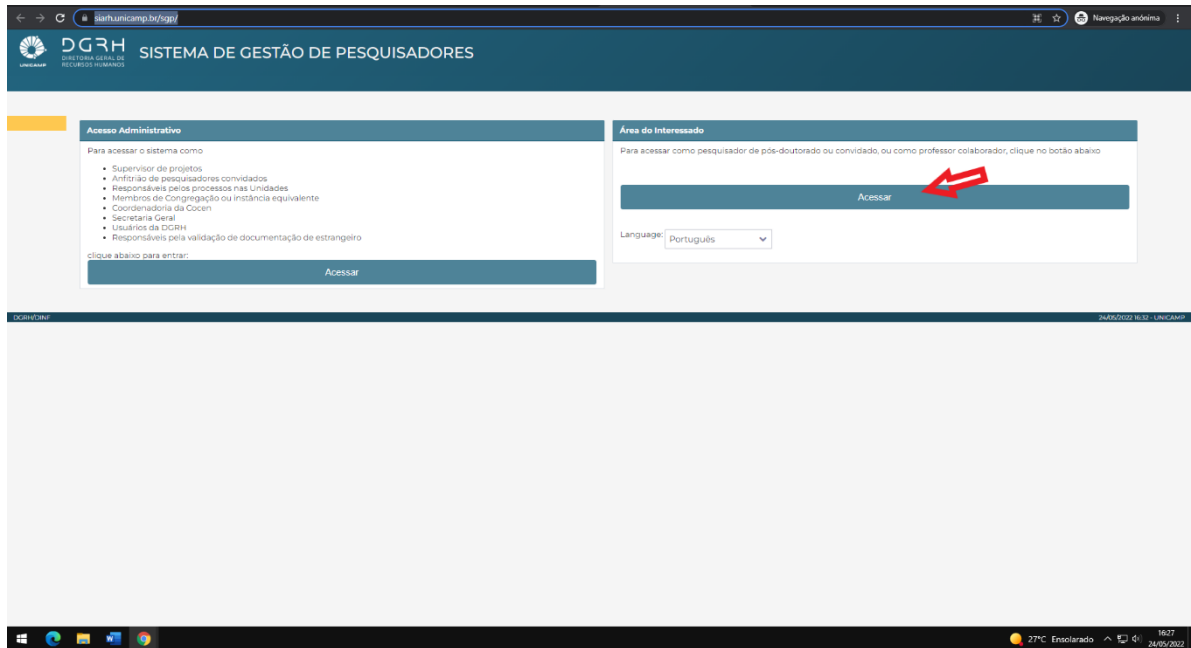 siarh.unicamp.br/sgp/
Navegação anônima
UNICAMP
DGRH
DIRETORIA GERAL DE
RECURSOS HUMANOS
SISTEMA DE GESTÃO DE PESQUISADORES
Acesso Administrativo
Para acessar o sistema como
• Supervisor de projetos
• Anfitrião de pesquisadores convidados
• Responsáveis pelos processos nas Unidades
• Membros de Congregação ou instância equivalente
• Coordenadoria da Cocen
• Secretaria Geral
• Usuários da DGRH
• Responsáveis pela validação de documentação de estrangeiro
clique abaixo para entrar:
Acessar
Área do Interessado
Para acessar como pesquisador de pós-doutorado ou convidado, ou como professor colaborador, clique no botão abaixo
Acessar
Language: Português
DGRH/DINF
24/05/2022 16:32 - UNICAMP
27°C Ensolarado
16:27
24/05/2022